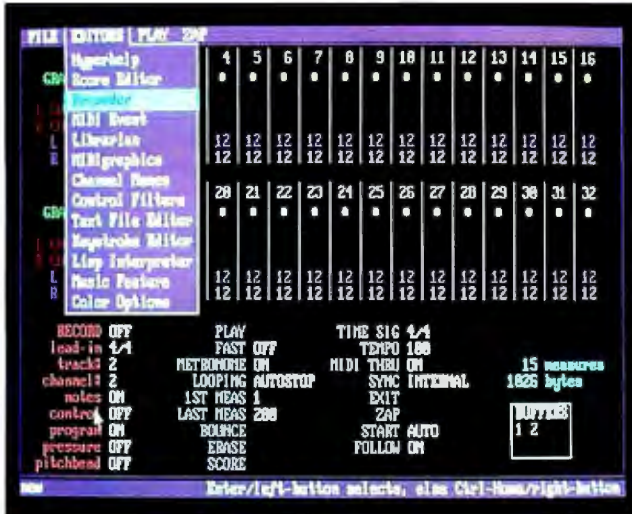 FILE EDITORS PLAY ZAP
Hyperhelp
Score Editor
Recorder
MIDI Event
Librarian
MIDIgraphics
Channel Names
Control Filters
Text File Editor
Keystroke Editor
Lisp Interpreter
Music Feature
Color Options
4 5 6 7 8 9 10 11 12 13 14 15 16
GRA
L 12 12 12 12 12 12 12 12 12 12 12 12 12
R 12 12 12 12 12 12 12 12 12 12 12 12 12
20 21 22 23 24 25 26 27 28 29 30 31 32
GRA
L 12 12 12 12 12 12 12 12 12 12 12 12 12
R 12 12 12 12 12 12 12 12 12 12 12 12 12
RECORD OFF PLAY TIME SIG 4/4
lead-in 4/4 FAST OFF TEMPO 100
track# 2 METRONOME ON MIDI THRU ON 15 measures
channel# 2 LOOPING AUTOSTOP SYNC INTERNAL 1026 bytes
notes ON 1ST MEAS 1 EXIT
control OFF LAST MEAS 200 ZAP BUFFERS
program ON BOUNCE START AUTO 1 2
pressure OFF ERASE FOLLOW ON
pitchbend OFF SCORE
new Enter/left-button selects, else Ctrl-Home/right-button